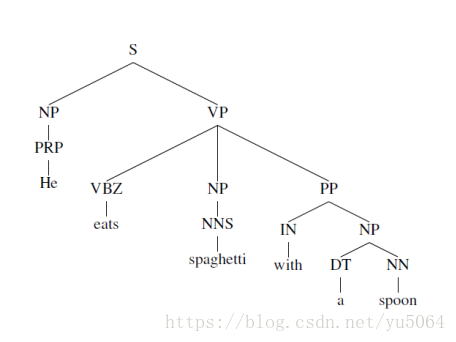 S
NP VP
PRP
He VBZ NP PP
eats NNS IN NP
spaghetti with DT NN
a spoon
https://blog.csdn.net/yu5064